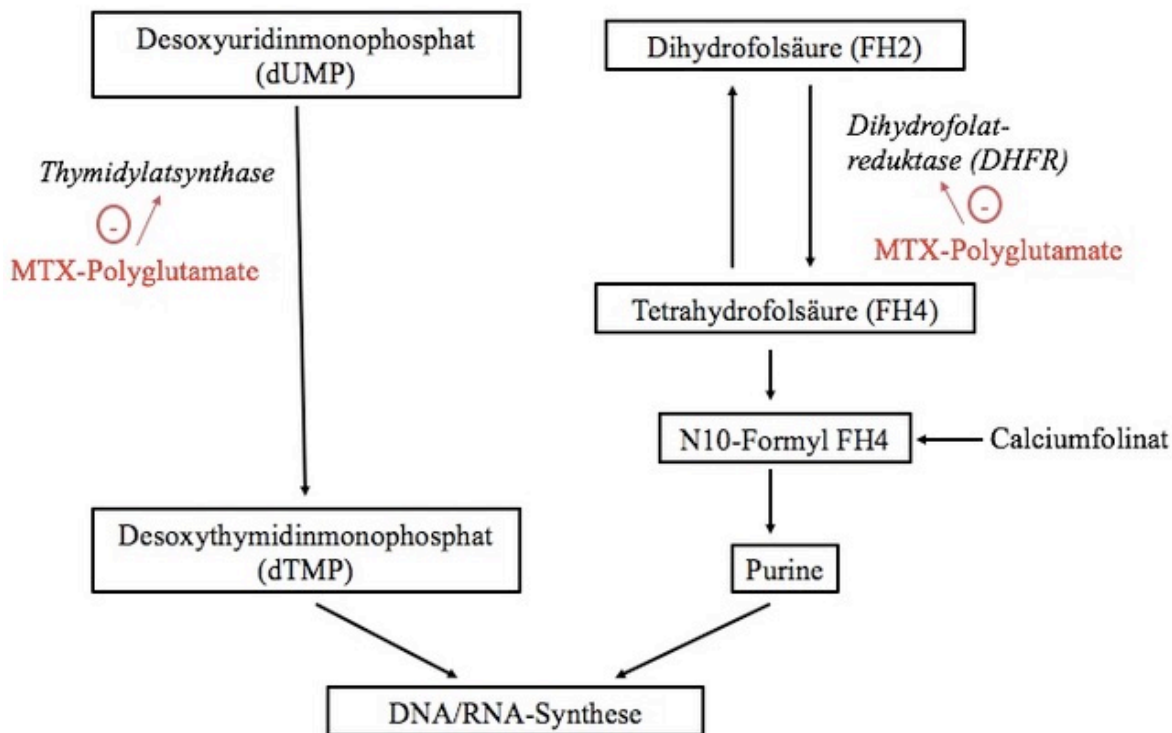 Desoxyuridinmonophosphat
(dUMP)
Dihydrofolsäure (FH2)
Thymidylatsynthase
-
MTX-Polyglutamate
Dihydrofolat-
reduktase (DHFR)
-
MTX-Polyglutamate
Tetrahydrofolsäure (FH4)
N10-Formyl FH4
Calciumfolinat
Desoxythymidinmonophosphat
(dTMP)
Purine
DNA/RNA-Synthese